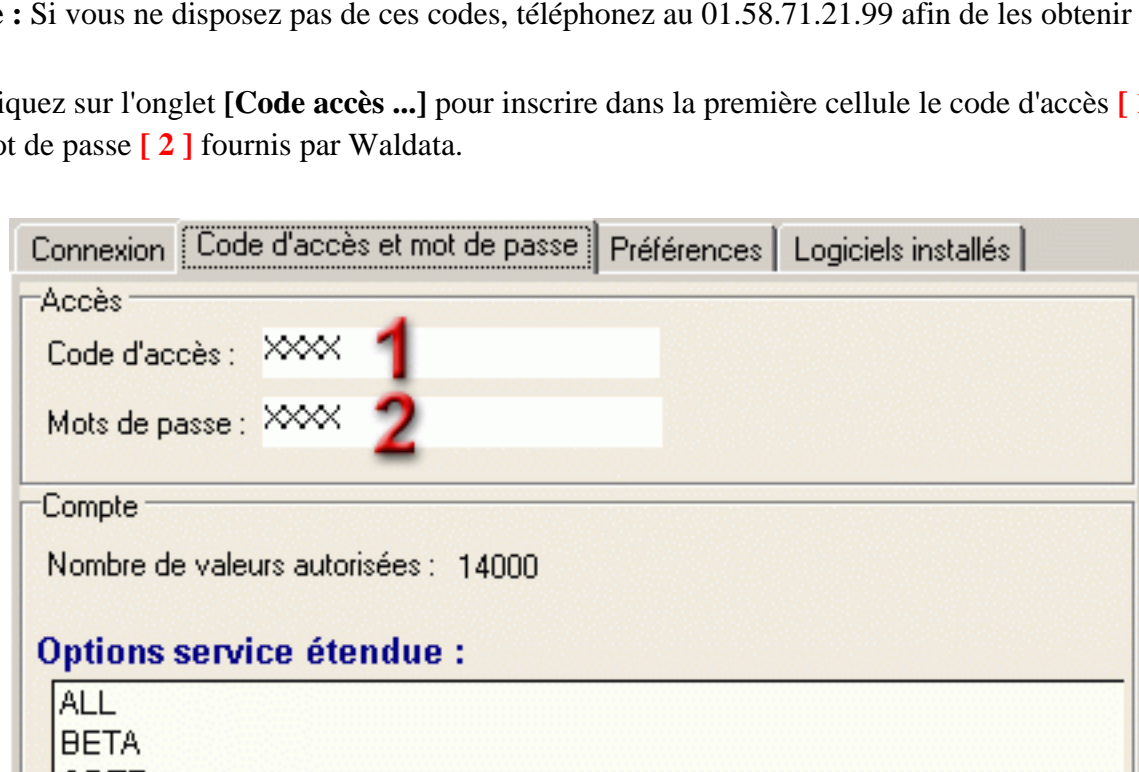 : Si vous ne disposez pas de ces codes, téléphonez au 01.58.71.21.99 afin de les obtenir
sur l'onglet [Code accès ...] pour inscrire dans la première cellule le code d'accès [
de passe [ 2 ] fournis par Waldata.
Connexion Code d'accès et mot de passe Préférences Logiciels installés
Accès
Code d'accès : XXXX 1
Mots de passe : XXXX 2
Compte
Nombre de valeurs autorisées : 14000
Options service étendue :
ALL
BETA